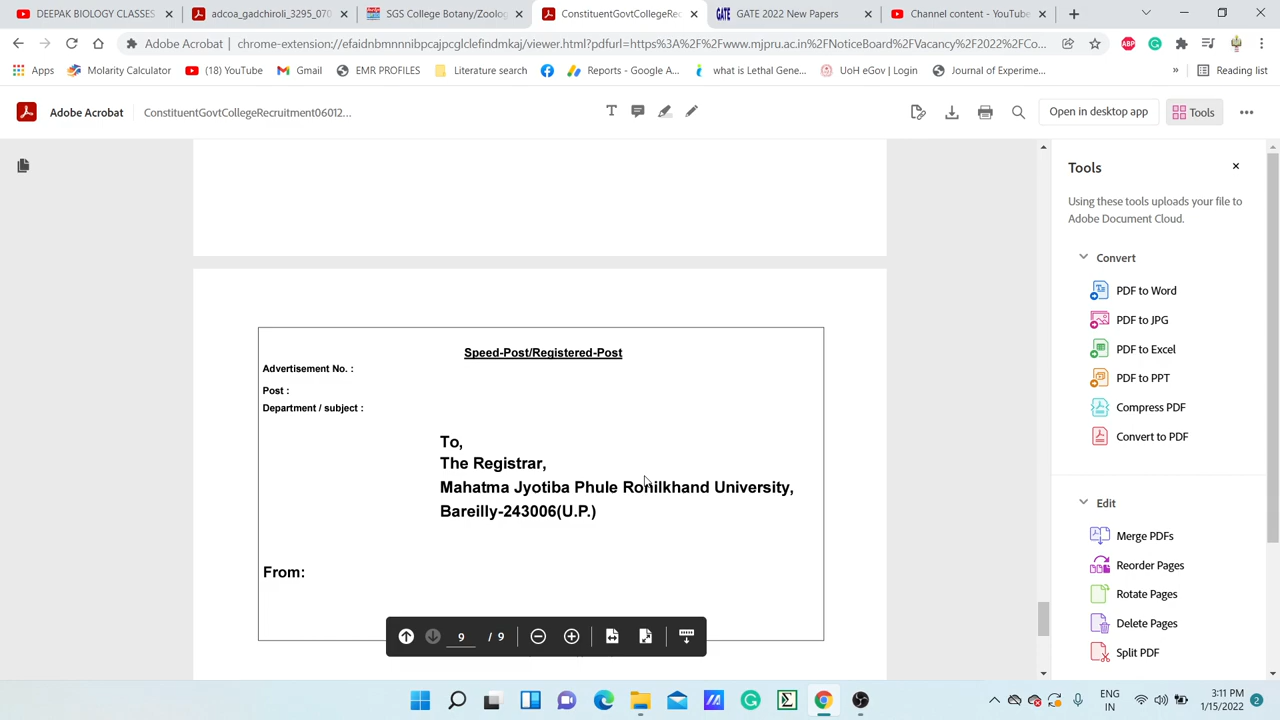 DEEPAK BIOLOGY CLASSES
adcoa_gadchiroli_3295_070
SGS College Botany/Zoolog
ConstituentGovtCollegeRec
GATE GATE 2022 New Papers
Channel content - YouTube
Adobe Acrobat | chrome-extension://efaidnbmnnnibpcajpcglclefindmkaj/viewer.html?pdfurl=https%3A%2F%2Fwww.mjpru.ac.in%2FNoticeBoard%2FVacancy%2F2022%2FCo...
ABP
Apps
Molarity Calculator
(18) YouTube
Gmail
EMR PROFILES
Literature search
Reports - Google A...
what is Lethal Gene...
UoH eGov | Login
Journal of Experime...
»
Reading list
Adobe Acrobat
ConstituentGovtCollegeRecruitment06012...
Open in desktop app
Tools
Tools
Using these tools uploads your file to
Adobe Document Cloud.
Convert
PDF to Word
PDF to JPG
PDF to Excel
PDF to PPT
Compress PDF
Convert to PDF
Edit
Merge PDFs
Reorder Pages
Rotate Pages
Delete Pages
Split PDF
Speed-Post/Registered-Post
Advertisement No. :
Post :
Department / subject :
To,
The Registrar,
Mahatma Jyotiba Phule Rohilkhand University,
Bareilly-243006(U.P.)
From:
9 / 9
ENG
IN
3:11 PM
1/15/2022
2